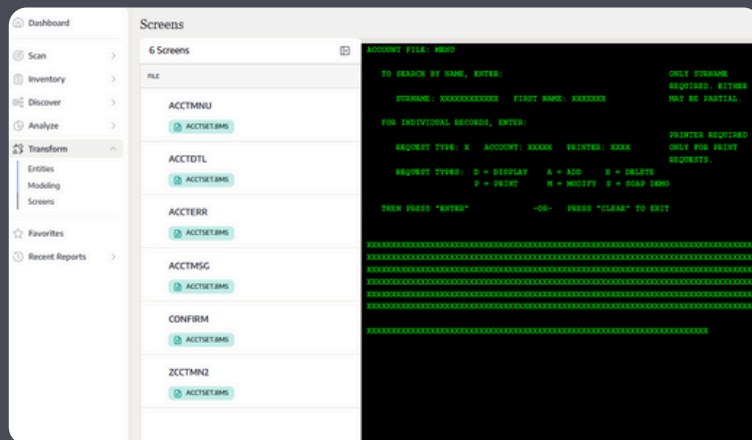 Dashboard
Scan
Inventory
Discover
Analyze
Transform
Entities
Modeling
Screens
Favorites
Recent Reports
Screens
6 Screens
FILE
ACCTMNU
ACCTSET.BMS
ACCTDTL
ACCTSET.BMS
ACCTERR
ACCTSET.BMS
ACCTMSG
ACCTSET.BMS
CONFIRM
ACCTSET.BMS
ZCCTMN2
ACCTSET.BMS
ACCOUNT FILE: MENU
TO SEARCH BY NAME, ENTER: ONLY SURNAME
REQUIRED. EITHER
SURNAME: XXXXXXXXXXXX FIRST NAME: XXXXXXX MAY BE PARTIAL.
FOR INDIVIDUAL RECORDS, ENTER:
PRINTER REQUIRED
REQUEST TYPE: X ACCOUNT: XXXXX PRINTER: XXXX ONLY FOR PRINT
REQUESTS.
REQUEST TYPES: D = DISPLAY A = ADD X = DELETE
P = PRINT M = MODIFY S = SOAP DEMO
THEN PRESS "ENTER" -OR- PRESS "CLEAR" TO EXIT